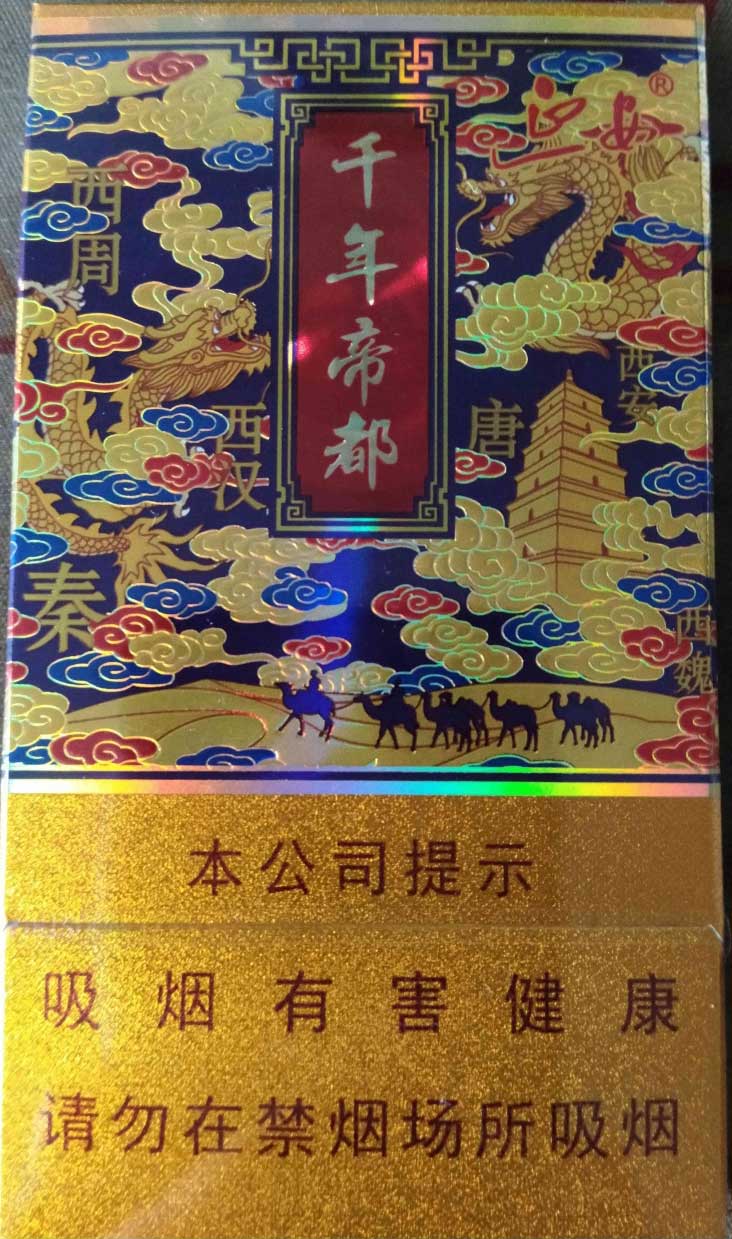 延安®
千年帝都
西周
西汉
唐
西安
秦
西魏
本公司提示
吸烟有害健康
请勿在禁烟场所吸烟